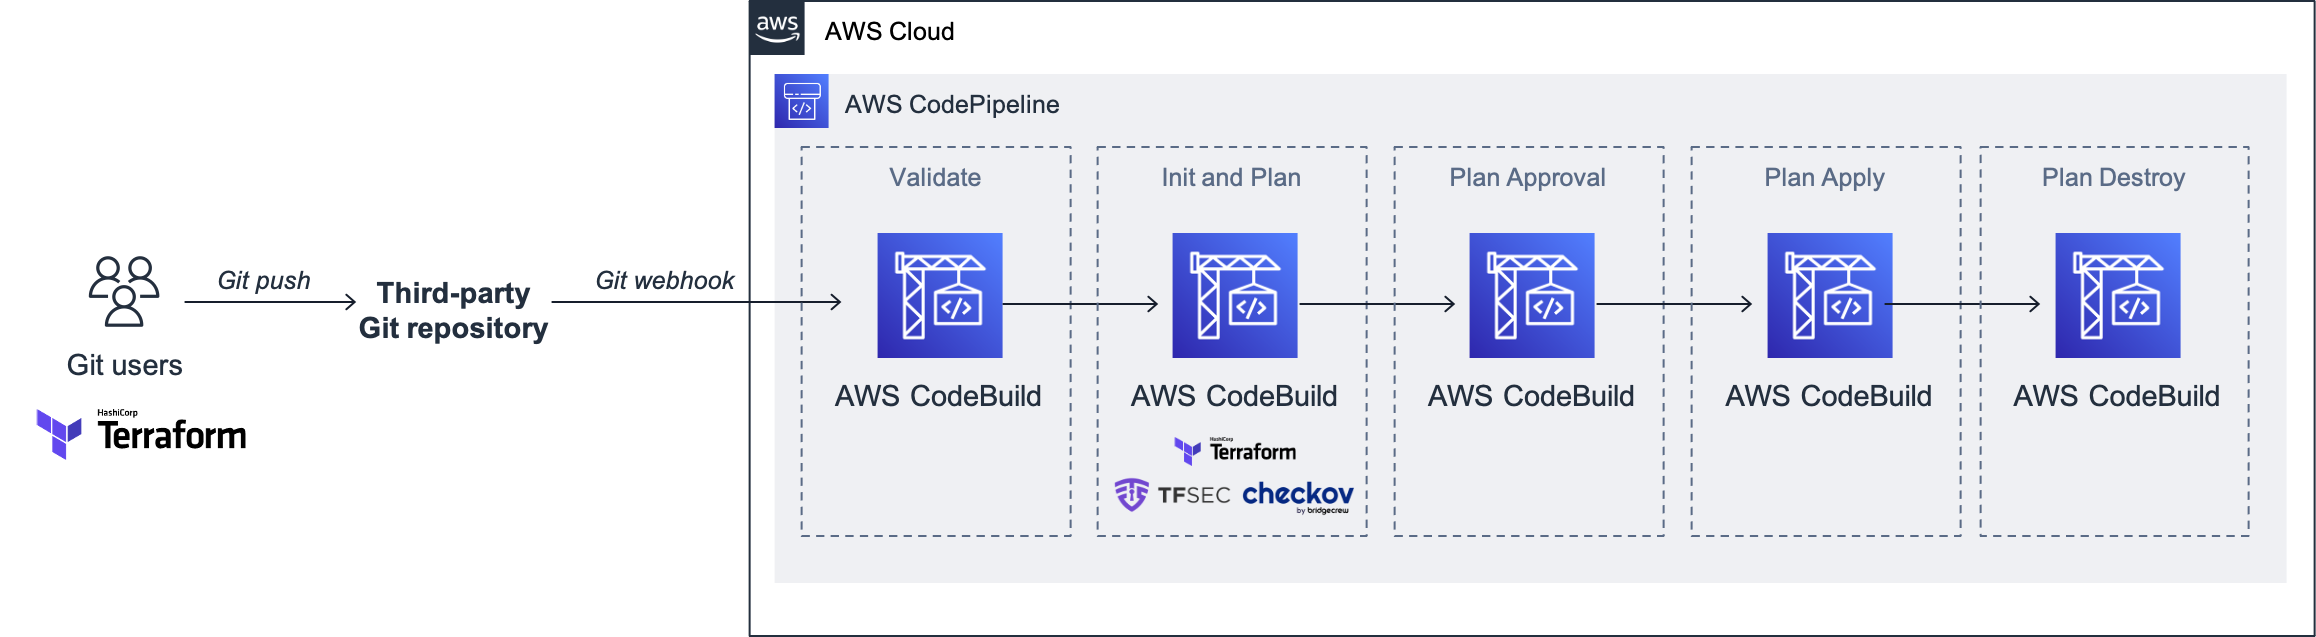 aws
AWS Cloud
AWS CodePipeline
Validate
Init and Plan
Plan Approval
Plan Apply
Plan Destroy
</>
</>
</>
</>
</>
</>
Git push
Git webhook
Third-party
Git repository
Git users
HashiCorp
Terraform
AWS CodeBuild
AWS CodeBuild
AWS CodeBuild
AWS CodeBuild
AWS CodeBuild
HashiCorp
Terraform
TFSEC
checkov
by bridgecrew